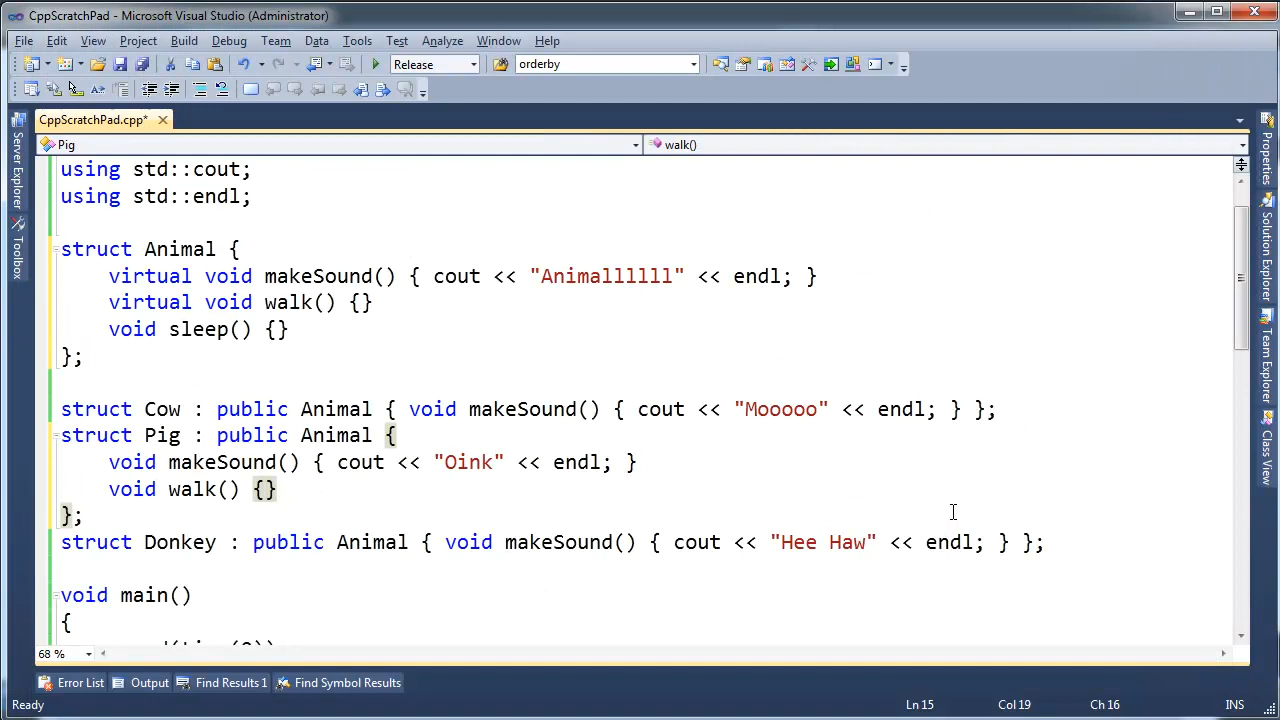 CppScratchPad - Microsoft Visual Studio (Administrator)
File Edit View Project Build Debug Team Data Tools Test Analyze Window Help
Release orderby
CppScratchPad.cpp*
Pig walk()
Server Explorer
Toolbox
Properties
Solution Explorer
Team Explorer
Class View
using std::cout;
using std::endl;
struct Animal {
virtual void makeSound() { cout << "Animallllll" << endl; }
virtual void walk() {}
void sleep() {}
};
struct Cow : public Animal { void makeSound() { cout << "Mooooo" << endl; } };
struct Pig : public Animal {
void makeSound() { cout << "Oink" << endl; }
void walk() {}
};
struct Donkey : public Animal { void makeSound() { cout << "Hee Haw" << endl; } };
void main()
{
68 %
Error List Output Find Results 1 Find Symbol Results
Ready Ln 15 Col 19 Ch 16 INS